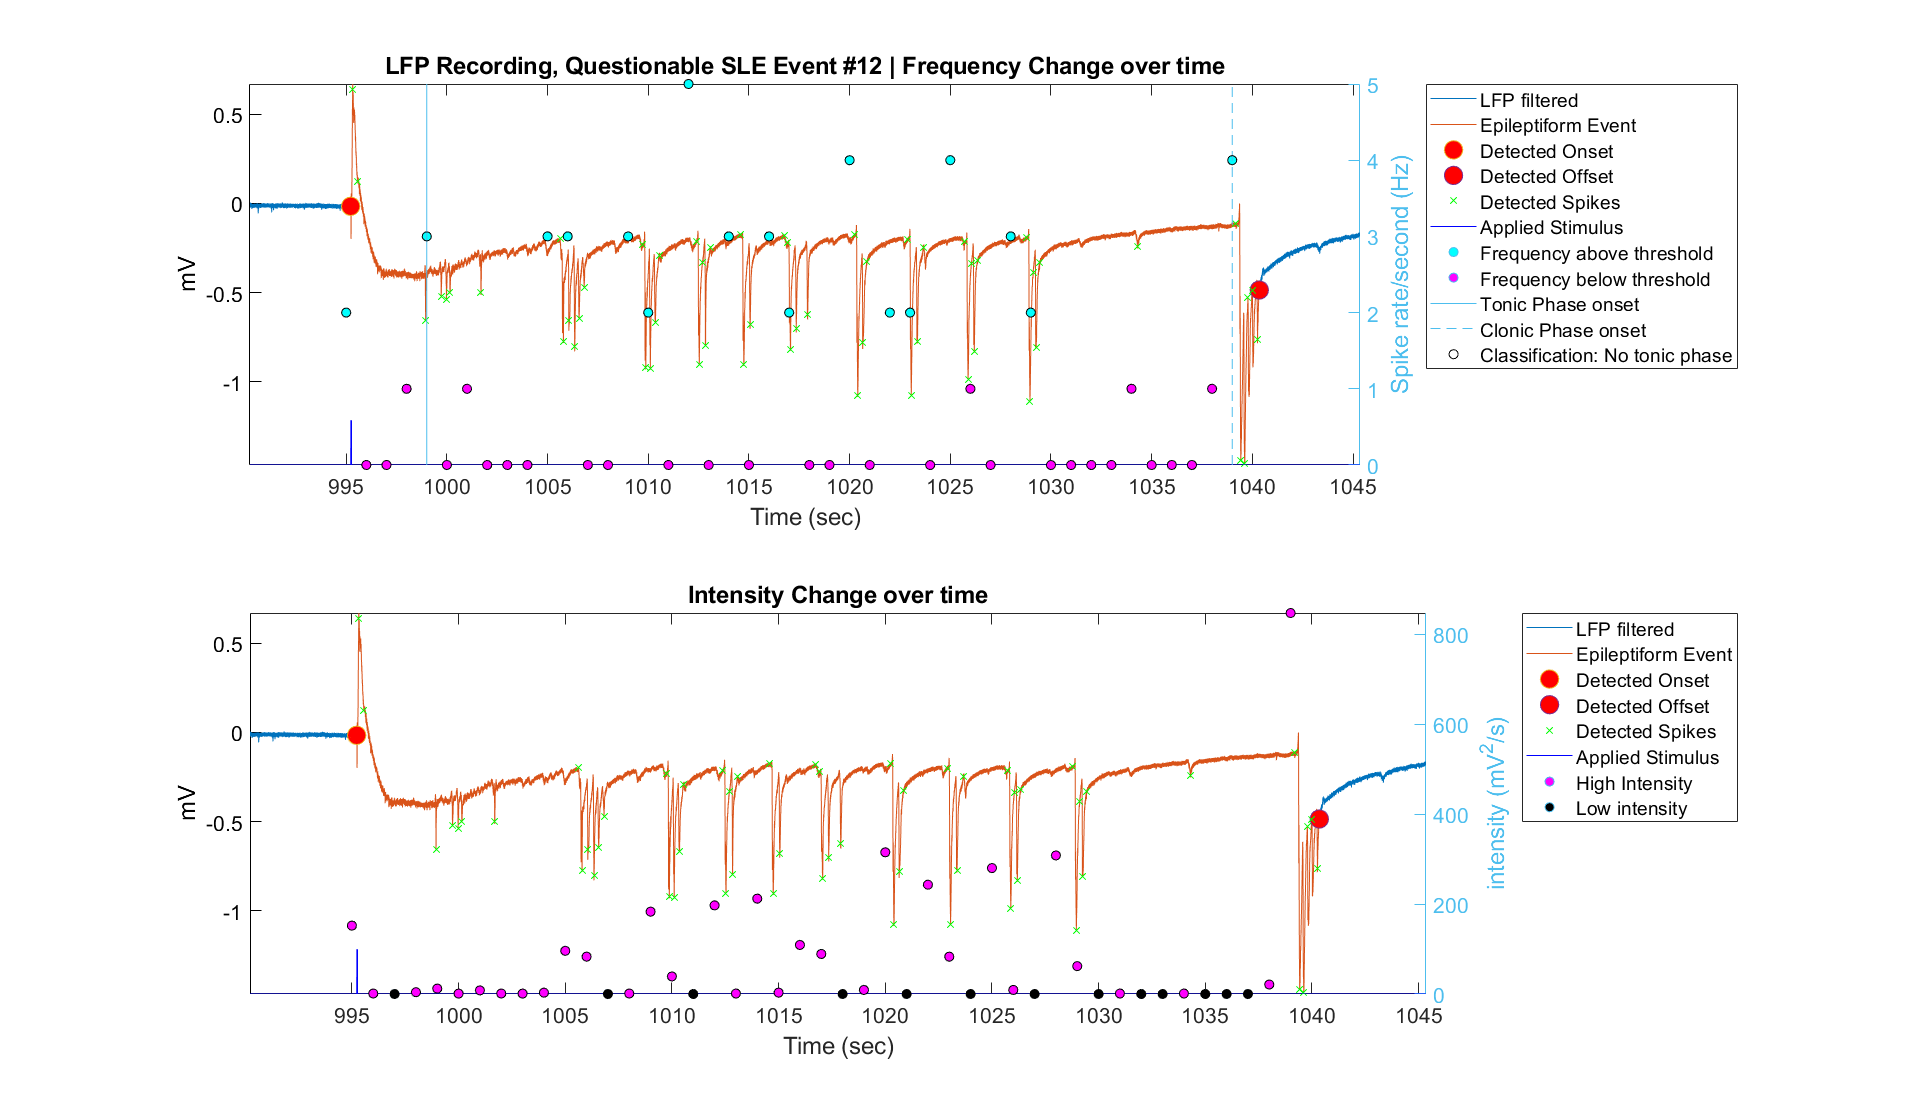 LFP Recording, Questionable SLE Event #12 | Frequency Change over time
0.5
0
-0.5
-1
mV
5
4
3
2
1
0
Spike rate/second (Hz)
995 1000 1005 1010 1015 1020 1025 1030 1035 1040 1045
Time (sec)
LFP filtered
Epileptiform Event
Detected Onset
Detected Offset
Detected Spikes
Applied Stimulus
Frequency above threshold
Frequency below threshold
Tonic Phase onset
Clonic Phase onset
Classification: No tonic phase
Intensity Change over time
0.5
0
-0.5
-1
mV
800
600
400
200
0
intensity (mV²/s)
995 1000 1005 1010 1015 1020 1025 1030 1035 1040 1045
Time (sec)
LFP filtered
Epileptiform Event
Detected Onset
Detected Offset
Detected Spikes
Applied Stimulus
High Intensity
Low intensity